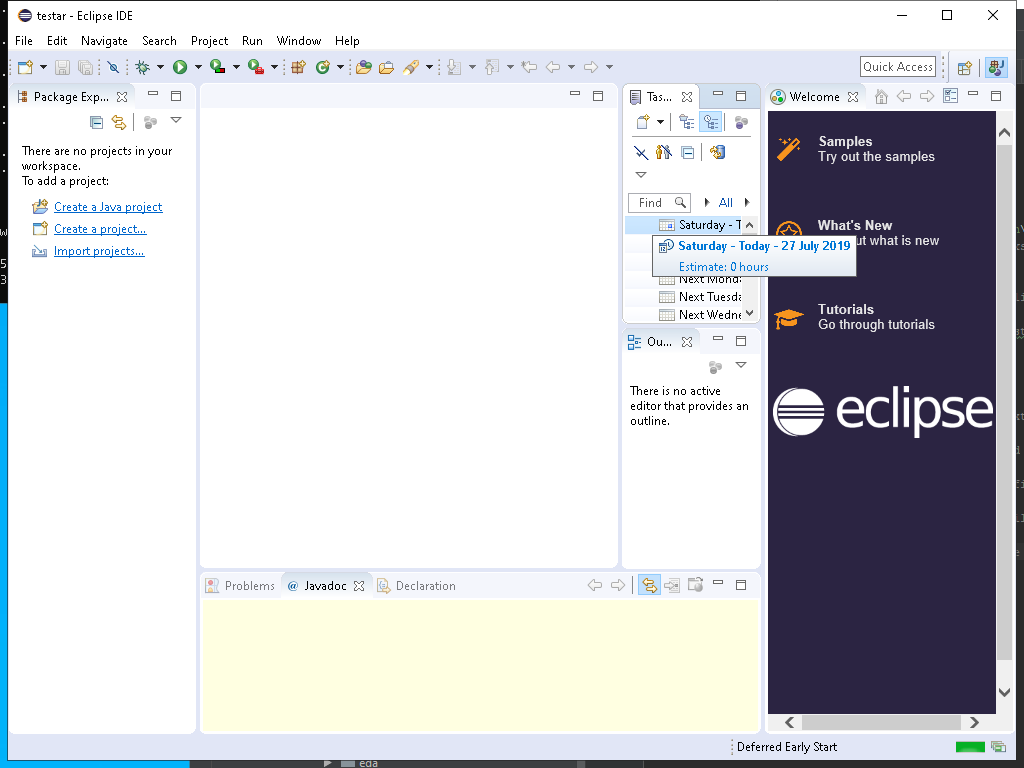 testar - Eclipse IDE
File Edit Navigate Search Project Run Window Help
Quick Access
Package Exp...
There are no projects in your
workspace.
To add a project:
Create a Java project
Create a project...
Import projects...
Tas...
Find
All
Saturday - T
Saturday - Today - 27 July 2019
Estimate: 0 hours
Next Monda
Next Tuesda
Next Wedne
Ou...
There is no active
editor that provides an
outline.
Welcome
Samples
Try out the samples
What's New
out what is new
Tutorials
Go through tutorials
eclipse
Problems @ Javadoc Declaration
Deferred Early Start
eda